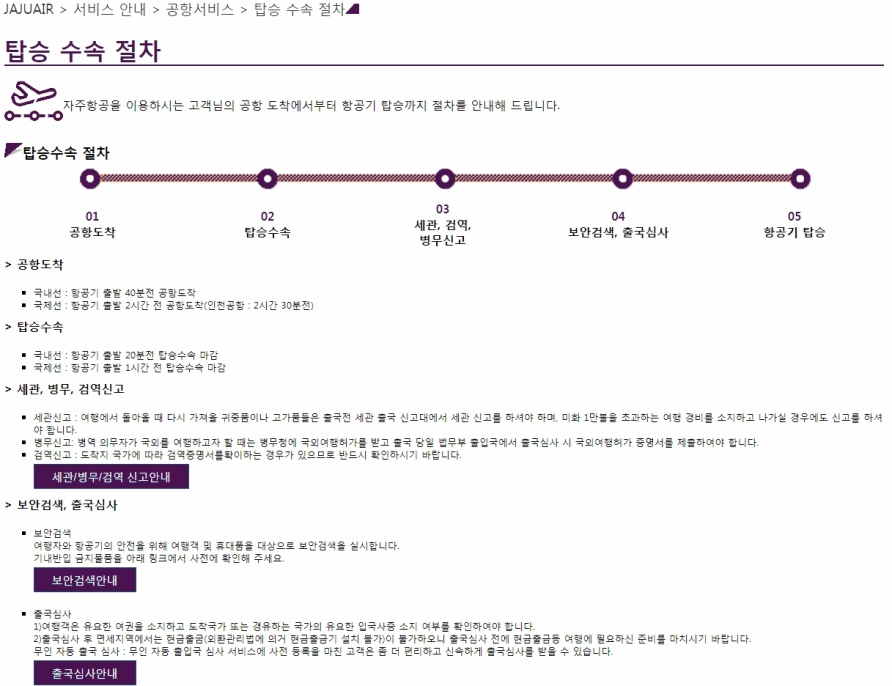 JAJUAIR > 서비스 안내 > 공항서비스 > 탑승 수속 절차
탑승 수속 절차
자주항공을 이용하시는 고객님의 공항 도착에서부터 항공기 탑승까지 절차를 안내해 드립니다.
탑승수속 절차
01
공항도착
02
탑승수속
03
세관, 검역,
병무신고
04
보안검색, 출국심사
05
항공기 탑승
> 공항도착
국내선 : 항공기 출발 40분전 공항도착
국제선 : 항공기 출발 2시간 전 공항도착(인천공항 : 2시간 30분전)
> 탑승수속
국내선 : 항공기 출발 20분전 탑승수속 마감
국제선 : 항공기 출발 1시간 전 탑승수속 마감
> 세관, 병무, 검역신고
세관신고 : 여행에서 돌아올 때 다시 가져올 귀중품이나 고가품들은 출국전 세관 출국 신고대에서 세관 신고를 하셔야 하며, 미화 1만불을 초과하는 여행 경비를 소지하고 나가실 경우에도 신고를 하셔
야 합니다.
병무신고: 병역 의무자가 국외를 여행하고자 할 때는 병무청에 국외여행허가를 받고 출국 당일 법무부 출입국에서 출국심사 시 국외여행허가 증명서를 제출하여야 합니다.
검역신고 : 도착지 국가에 따라 검역증명서를확이하는 경우가 있으므로 반드시 확인하시기 바랍니다.
세관/병무/검역 신고안내
> 보안검색, 출국심사
보안검색
여행자와 항공기의 안전을 위해 여행객 및 휴대품을 대상으로 보안검색을 실시합니다.
기내반입 금지물품을 아래 링크에서 사전에 확인해 주세요.
보안검색안내
출국심사
1)여행객은 유요한 여권을 소지하고 도착국가 또는 경유하는 국가의 유요한 입국사증 소지 여부를 확인하여야 합니다.
2)출국심사 후 면세지역에서는 현금출굼(외환관리법에 의거 현금출금기 설치 불가)이 불가하오니 출국심사 전에 현금출금등 여행에 필요하신 준비를 마치시기 바랍니다.
무인 자동 출국 심사 : 무인 자동 출입국 심사 서비스에 사전 등록을 마친 고객은 좀 더 편리하고 신속하게 출국심사를 받을 수 있습니다.
출국심사안내